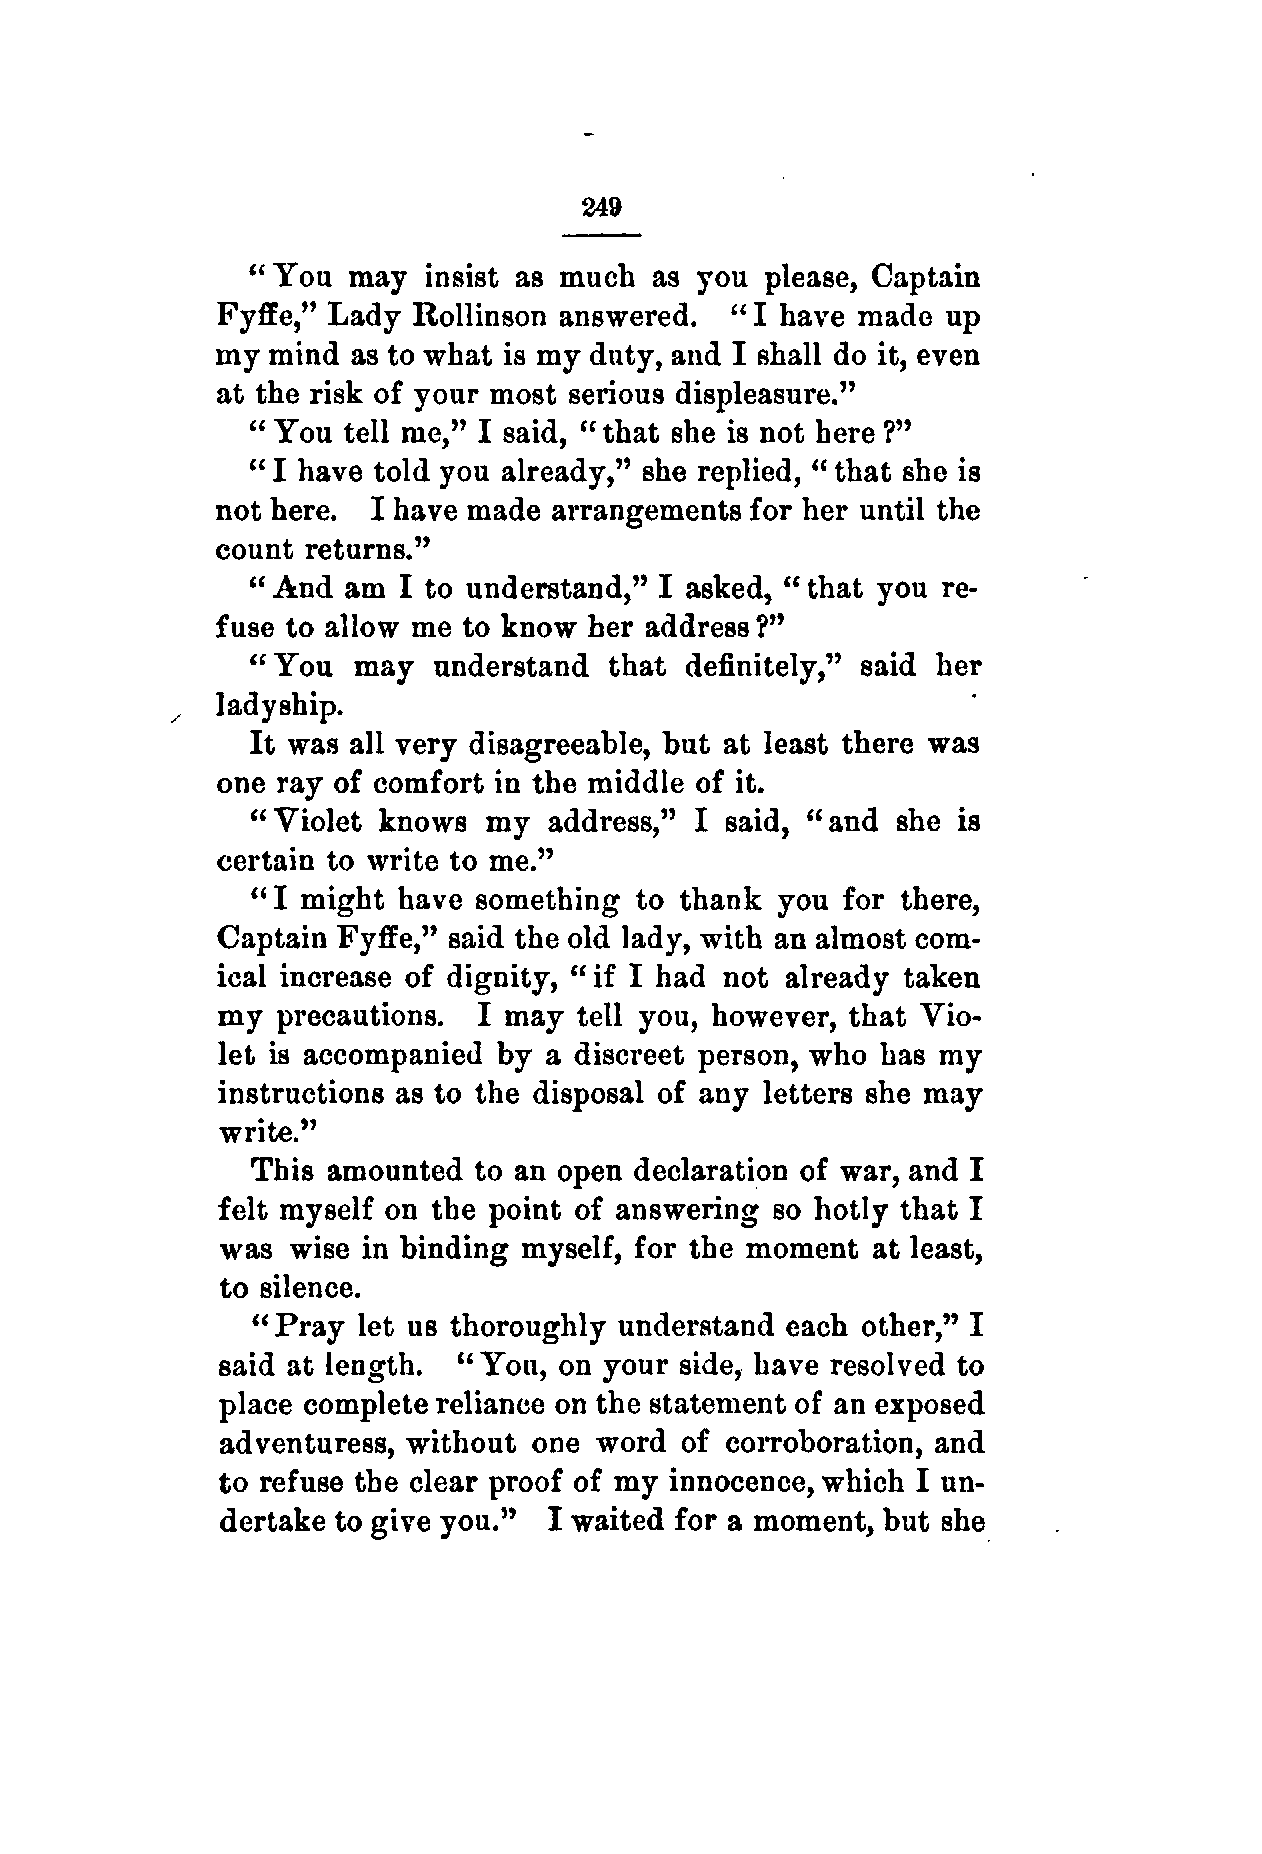 249
“You may insist as much as you please, Captain
Fyffe,” Lady Rollinson answered. “I have made up
my mind as to what is my duty, and I shall do it, even
at the risk of your most serious displeasure.”
“You tell me,” I said, “that she is not here?”
“I have told you already,” she replied, “that she is
not here. I have made arrangements for her until the
count returns.”
“And am I to understand,” I asked, “that you re-
fuse to allow me to know her address?”
“You may understand that definitely,” said her
ladyship.
It was all very disagreeable, but at least there was
one ray of comfort in the middle of it.
“Violet knows my address,” I said, “and she is
certain to write to me.”
“I might have something to thank you for there,
Captain Fyffe,” said the old lady, with an almost com-
ical increase of dignity, “if I had not already taken
my precautions. I may tell you, however, that Vio-
let is accompanied by a discreet person, who has my
instructions as to the disposal of any letters she may
write.”
This amounted to an open declaration of war, and I
felt myself on the point of answering so hotly that I
was wise in binding myself, for the moment at least,
to silence.
“Pray let us thoroughly understand each other,” I
said at length. “You, on your side, have resolved to
place complete reliance on the statement of an exposed
adventuress, without one word of corroboration, and
to refuse the clear proof of my innocence, which I un-
dertake to give you.” I waited for a moment, but she